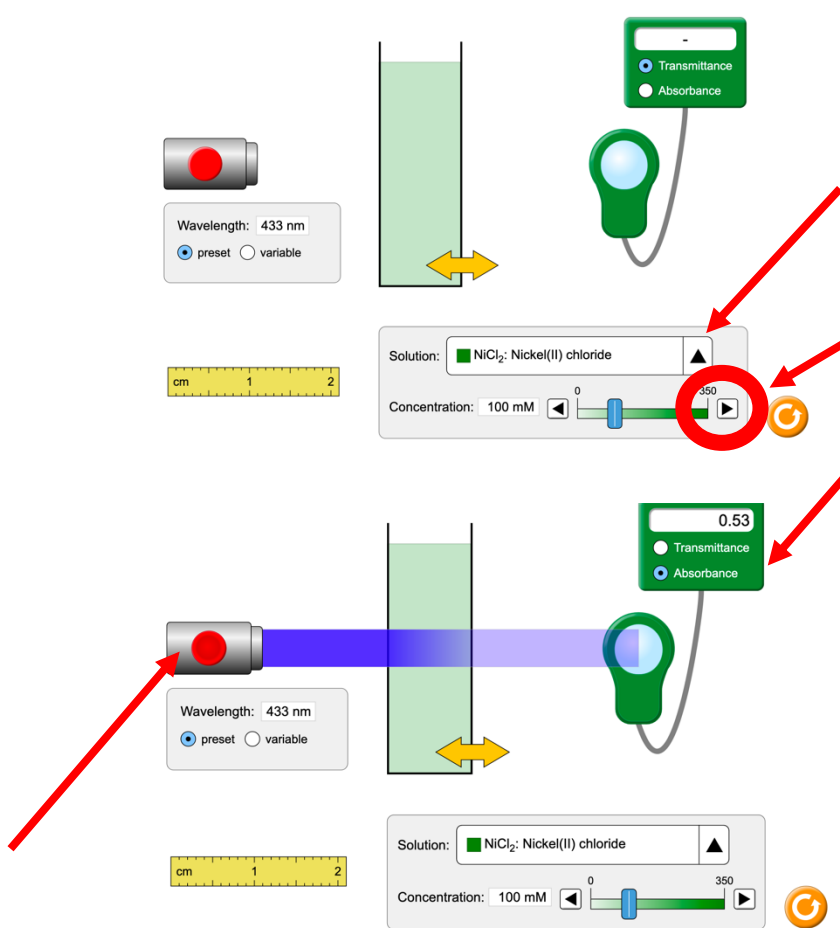 -
Transmittance
Absorbance
Wavelength: 433 nm
preset variable
Solution: NiCl₂: Nickel(II) chloride
cm 1 2
0 350
Concentration: 100 mM
0.53
Transmittance
Absorbance
Wavelength: 433 nm
preset variable
Solution: NiCl₂: Nickel(II) chloride
cm 1 2
0 350
Concentration: 100 mM